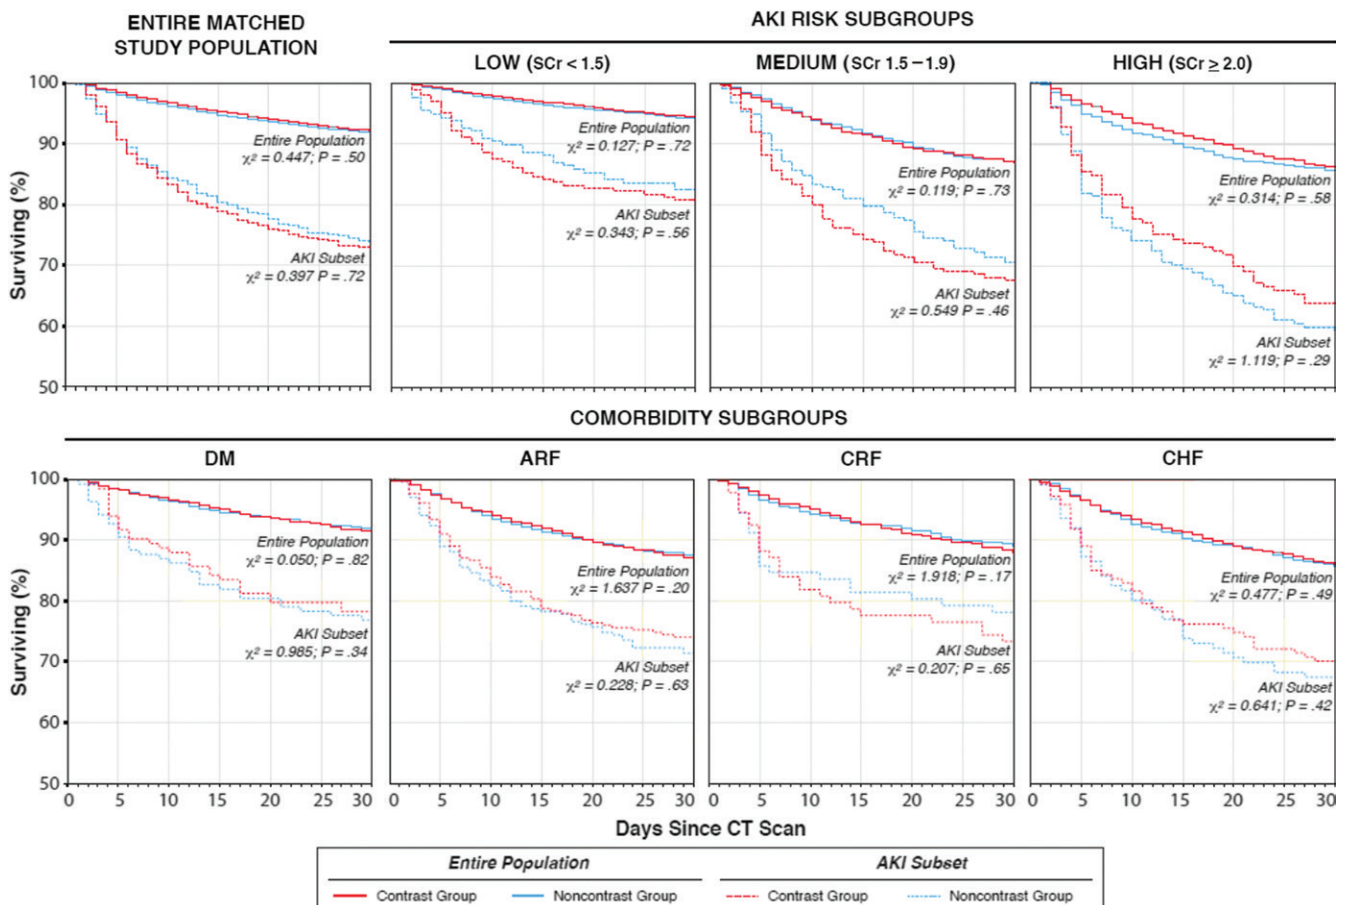 ENTIRE MATCHED
STUDY POPULATION
AKI RISK SUBGROUPS
LOW (SCr < 1.5)
MEDIUM (SCr 1.5 – 1.9)
HIGH (SCr ≥ 2.0)
Surviving (%)
100
90
80
70
60
50
Entire Population
χ² = 0.447; P = .50
AKI Subset
χ² = 0.397 P = .72
Entire Population
χ² = 0.127; P = .72
AKI Subset
χ² = 0.343; P = .56
Entire Population
χ² = 0.119; P = .73
AKI Subset
χ² = 0.549 P = .46
Entire Population
χ² = 0.314; P = .58
AKI Subset
χ² = 1.119; P = .29
COMORBIDITY SUBGROUPS
DM
ARF
CRF
CHF
Surviving (%)
100
90
80
70
60
50
Entire Population
χ² = 0.050; P = .82
AKI Subset
χ² = 0.985; P = .34
Entire Population
χ² = 1.637; P = .20
AKI Subset
χ² = 0.228; P = .63
Entire Population
χ² = 1.918; P = .17
AKI Subset
χ² = 0.207; P = .65
Entire Population
χ² = 0.477; P = .49
AKI Subset
χ² = 0.641; P = .42
0 5 10 15 20 25 30
0 5 10 15 20 25 30
0 5 10 15 20 25 30
0 5 10 15 20 25 30
Days Since CT Scan
Entire Population
AKI Subset
Contrast Group
Noncontrast Group
Contrast Group
Noncontrast Group